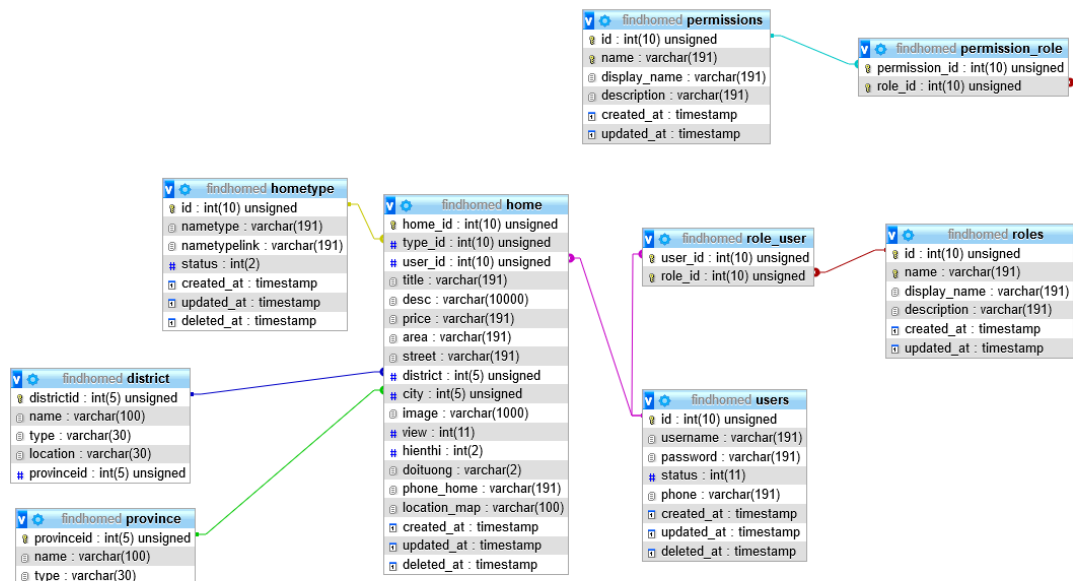 findhomed permissions
id : int(10) unsigned
name : varchar(191)
display_name : varchar(191)
description : varchar(191)
created_at : timestamp
updated_at : timestamp
findhomed permission_role
permission_id : int(10) unsigned
role_id : int(10) unsigned
findhomed hometype
id : int(10) unsigned
nametype : varchar(191)
nametypelink : varchar(191)
status : int(2)
created_at : timestamp
updated_at : timestamp
deleted_at : timestamp
findhomed home
home_id : int(10) unsigned
type_id : int(10) unsigned
user_id : int(10) unsigned
title : varchar(191)
desc : varchar(10000)
price : varchar(191)
area : varchar(191)
street : varchar(191)
district : int(5) unsigned
city : int(5) unsigned
image : varchar(1000)
view : int(11)
hienthi : int(2)
doituong : varchar(2)
phone_home : varchar(191)
location_map : varchar(100)
created_at : timestamp
updated_at : timestamp
deleted_at : timestamp
findhomed role_user
user_id : int(10) unsigned
role_id : int(10) unsigned
findhomed roles
id : int(10) unsigned
name : varchar(191)
display_name : varchar(191)
description : varchar(191)
created_at : timestamp
updated_at : timestamp
findhomed district
districtid : int(5) unsigned
name : varchar(100)
type : varchar(30)
location : varchar(30)
provinceid : int(5) unsigned
findhomed users
id : int(10) unsigned
username : varchar(191)
password : varchar(191)
status : int(11)
phone : varchar(191)
created_at : timestamp
updated_at : timestamp
deleted_at : timestamp
findhomed province
provinceid : int(5) unsigned
name : varchar(100)
type : varchar(30)